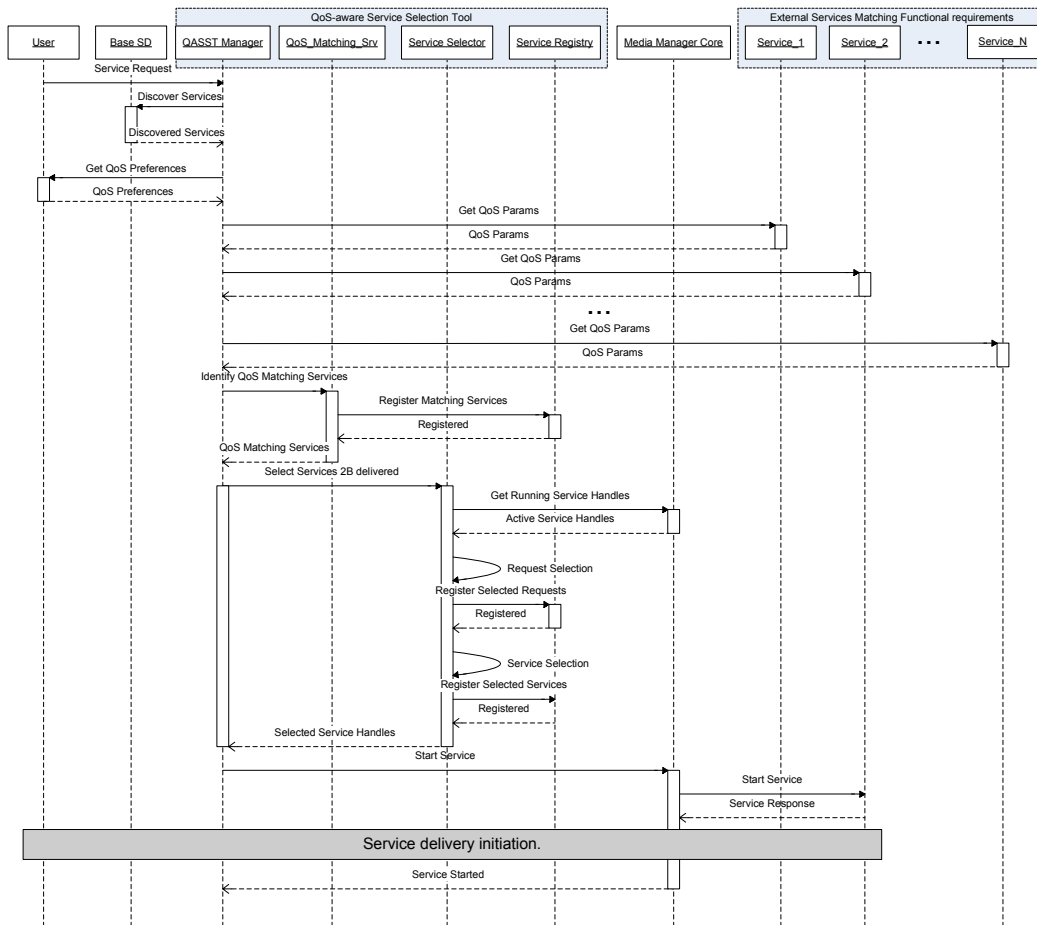 QoS-aware Service Selection Tool
External Services Matching Functional requirements
User
Base SD
QASST Manager
QoS_Matching_Srv
Service Selector
Service Registry
Media Manager Core
Service_1
Service_2
...
Service_N
Service Request
Discover Services
Discovered Services
Get QoS Preferences
QoS Preferences
Get QoS Params
QoS Params
Get QoS Params
QoS Params
...
Get QoS Params
QoS Params
Identify QoS Matching Services
Register Matching Services
Registered
QoS Matching Services
Select Services 2B delivered
Get Running Service Handles
Active Service Handles
Request Selection
Register Selected Requests
Registered
Service Selection
Register Selected Services
Registered
Selected Service Handles
Start Service
Start Service
Service Response
Service delivery initiation.
Service Started